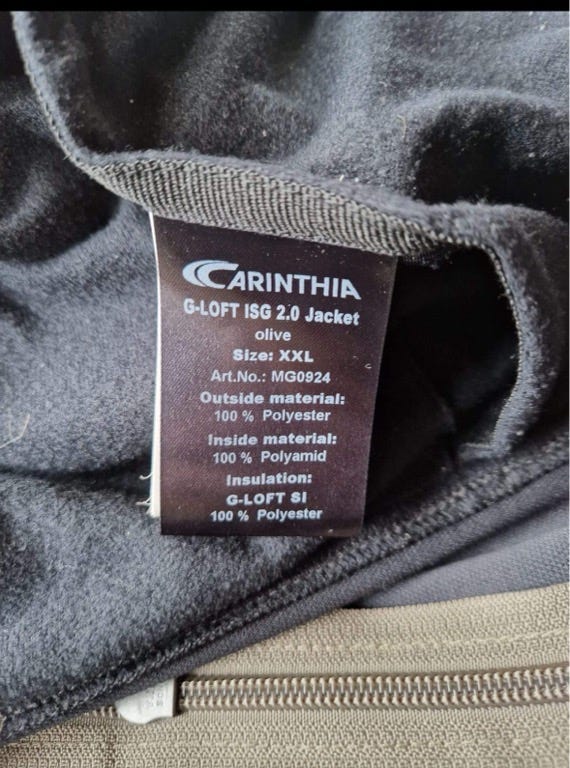 CARINTHIA
G-LOFT ISG 2.0 Jacket
olive
Size: XXL
Art.No.: MG0924
Outside material:
100 % Polyester
Inside material:
100 % Polyamid
Insulation:
G-LOFT SI
100 % Polyester